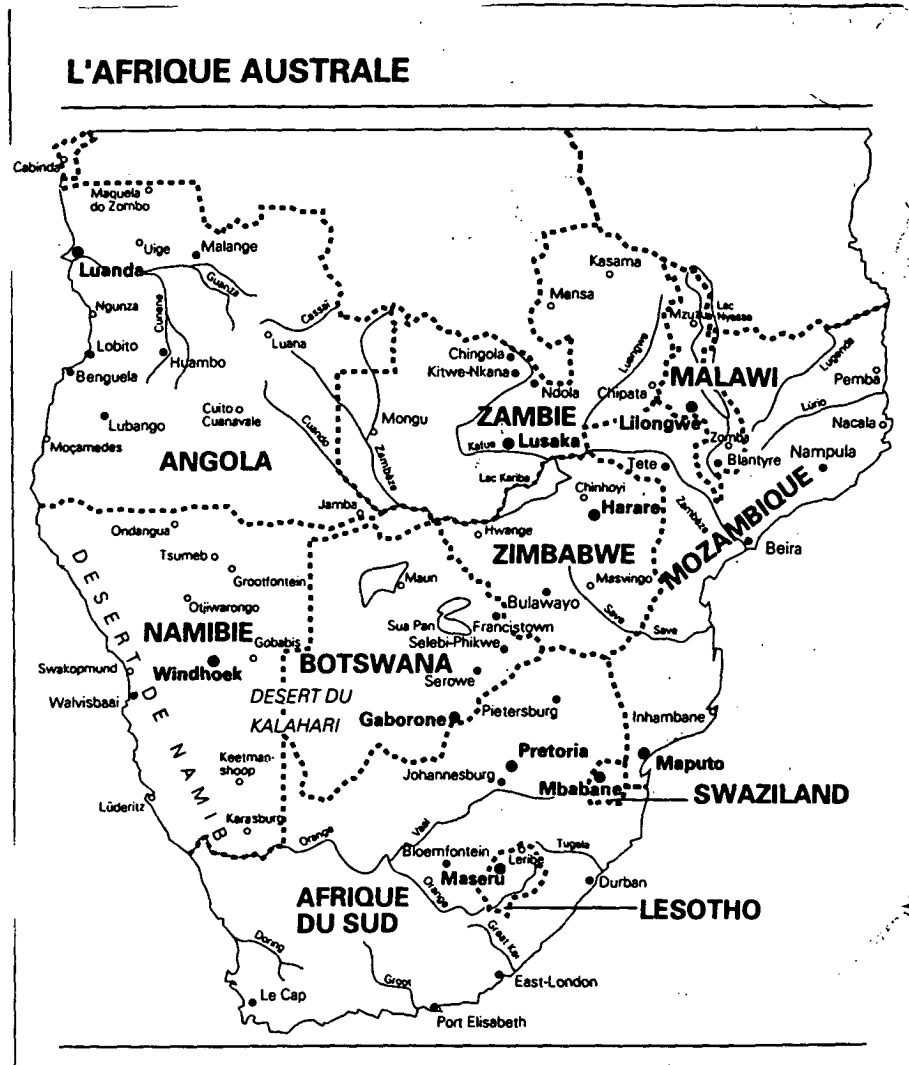 L'AFRIQUE AUSTRALE
Cabinda
Maquela
do Zombo
Uige
Malange
Luanda
Guanza
Kasama
Mansa
Lac
Nyassa
Mzuzu
Ngunza
Cunene
Cassai
Luana
Lobito
Huambo
Benguela
Chingola
Kitwe-Nkana
Ndola
Luangwe
Chipata
MALAWI
Lugenda
Pemba
Lubango
Cuito
Cuanavale
Cuando
Mongu
ZAMBIE
Lilongwe
Lúrio
Nacala
Moçamedes
ANGOLA
Zambèze
Kafue
Lusaka
Zomba
Blantyre
Nampula
Tete
Lac Kariba
Chinhoyi
Jamba
Harare
Zambèze
MOZAMBIQUE
Ondangua
Hwange
Beira
Tsumeb
ZIMBABWE
Grootfontein
Maun
Masvingo
Otjiwarongo
Bulawayo
Save
Save
DESERT DE NAMIB
Sua Pan
Francistown
NAMIBIE
Gobabis
Selebi-Phikwe
BOTSWANA
Swakopmund
Windhoek
Serowe
Walvisbaai
DESERT DU
KALAHARI
Pietersburg
Gaborone
Inhambane
Keetman-
shoop
Pretoria
Maputo
Johannesburg
Mbabane
SWAZILAND
Lüderitz
Karasburg
Orange
Vaal
Tugela
Bloemfontein
Leribe
Maseru
Durban
AFRIQUE
DU SUD
Orange
LESOTHO
Great Kei
Doring
Groot
East-London
Le Cap
Port Elisabeth